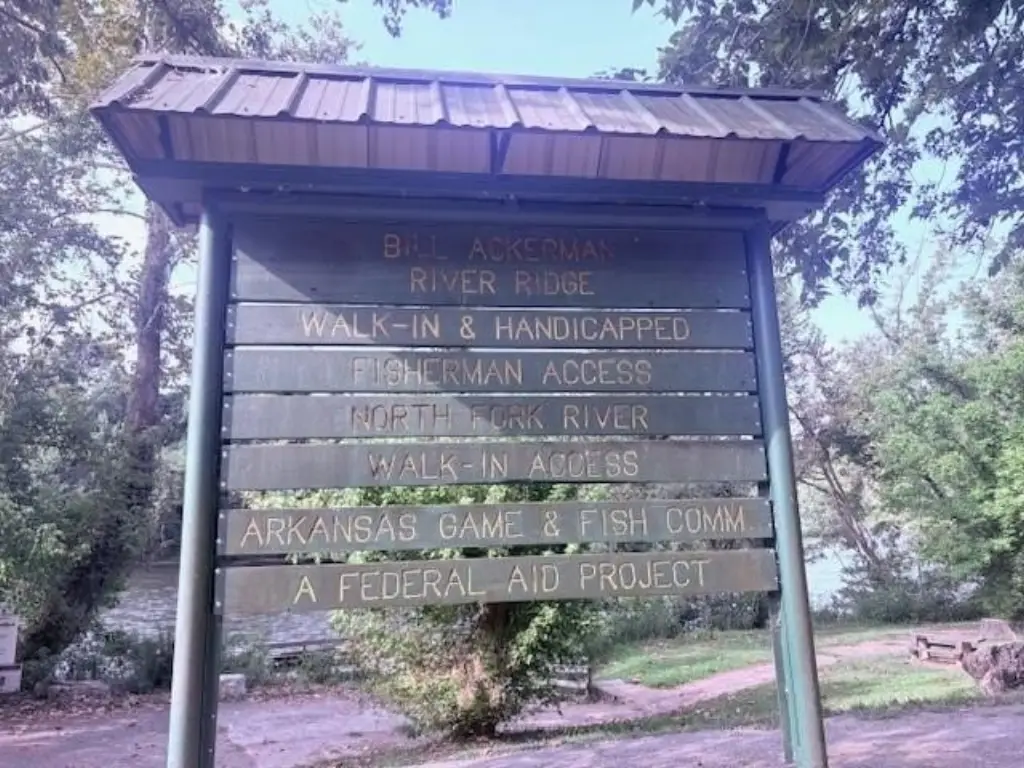 BILL ACKERMAN
RIVER RIDGE
WALK-IN & HANDICAPPED
FISHERMAN ACCESS
NORTH FORK RIVER
WALK-IN ACCESS
ARKANSAS GAME & FISH COMM.
A FEDERAL AID PROJECT